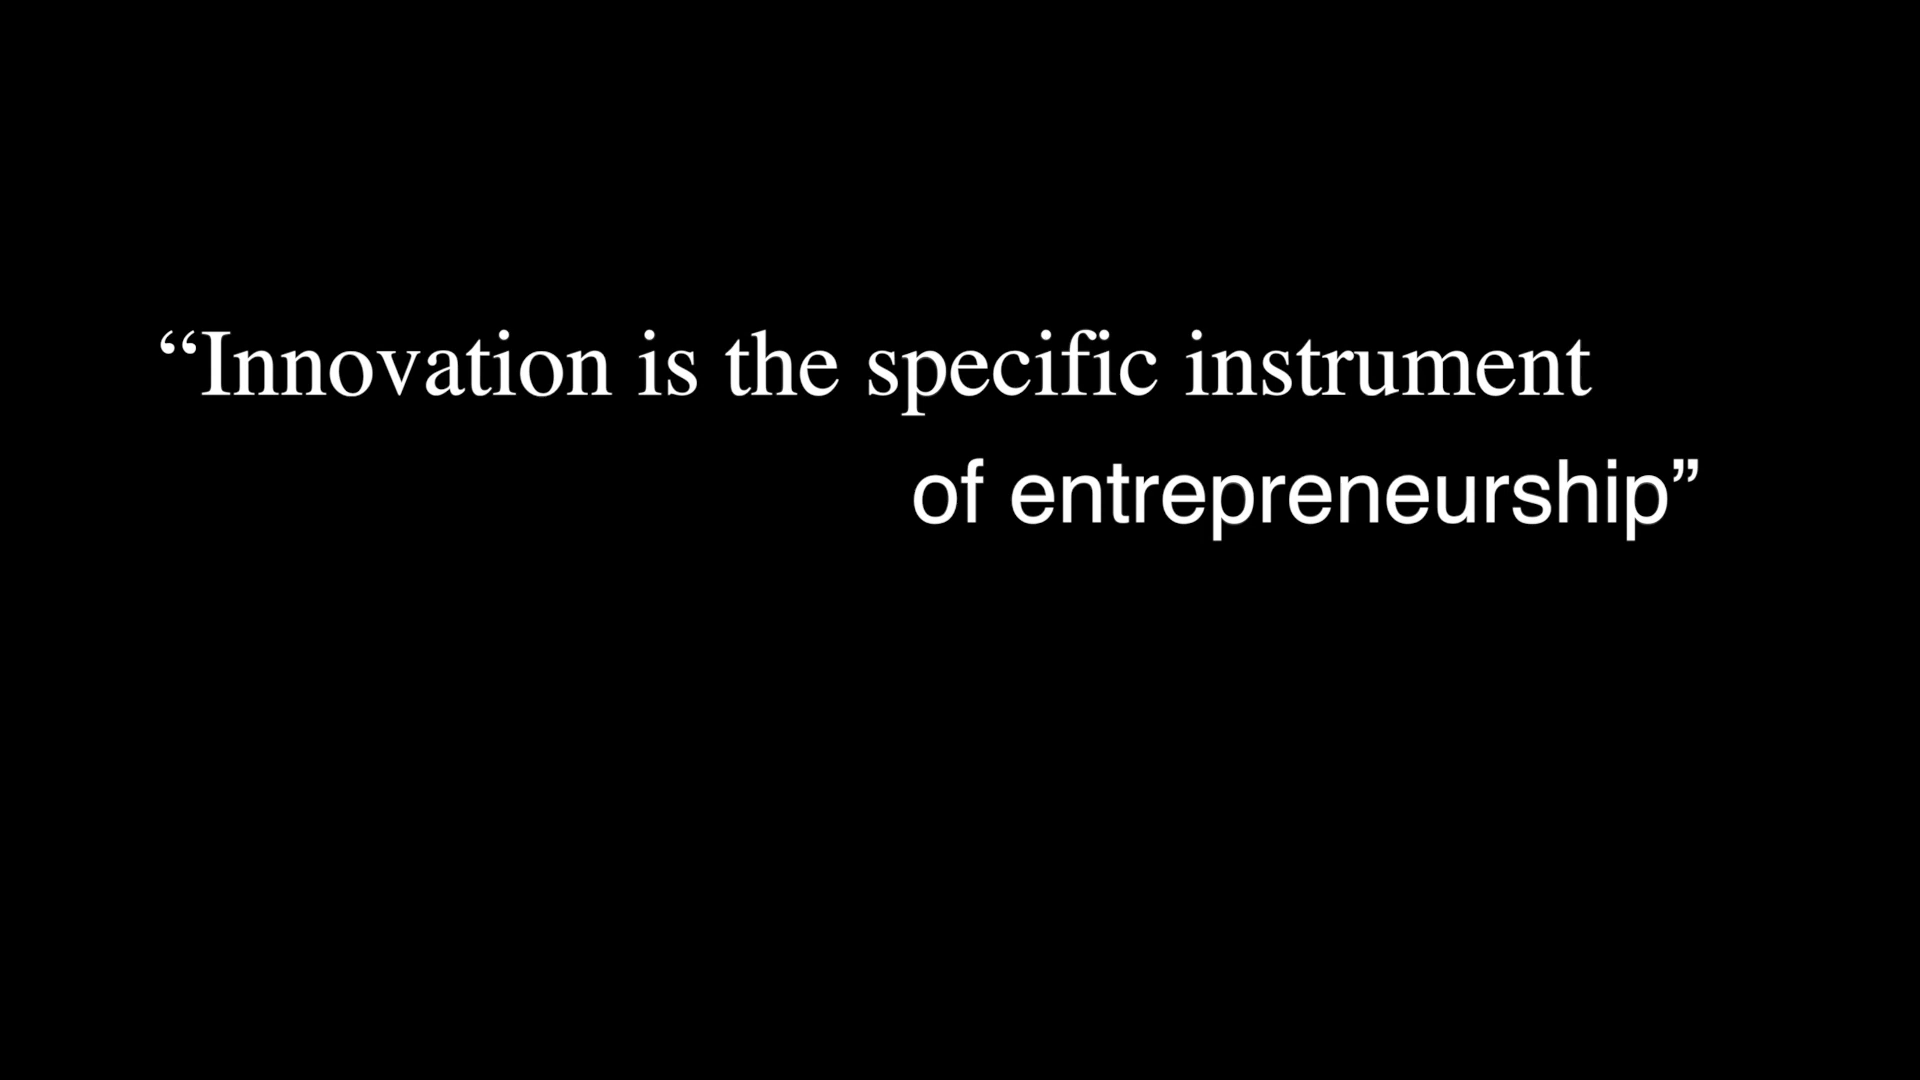 “Innovation is the specific instrument
of entrepreneurship”